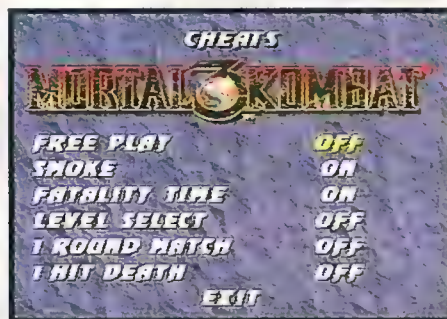 CHEATS
MORTAL 3 KOMBAT
FREE PLAY OFF
SMOKE ON
FATALITY TIME ON
LEVEL SELECT OFF
1 ROUND MATCH OFF
1 HIT DEATH OFF
EXIT